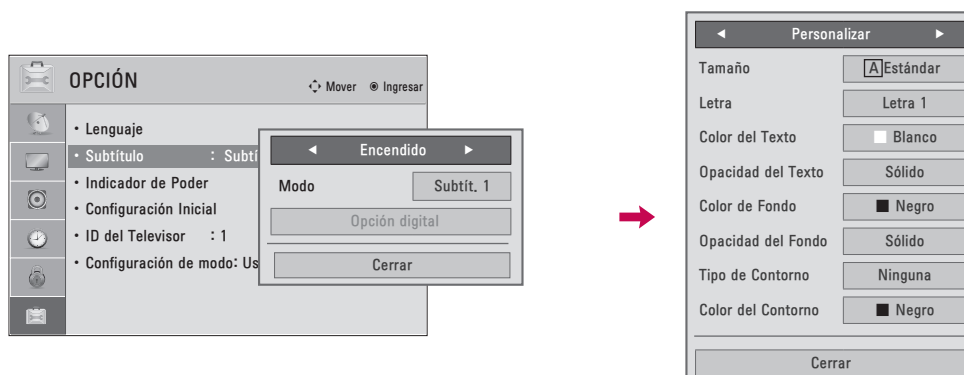 OPCIÓN
Mover Ingresar
• Lenguaje
• Subtítulo : Subtí
• Indicador de Poder
• Configuración Inicial
• ID del Televisor : 1
• Configuración de modo: Us
◄ Encendido ►
Modo Subtít. 1
Opción digital
Cerrar
◄ Personalizar ►
Tamaño A Estándar
Letra Letra 1
Color del Texto Blanco
Opacidad del Texto Sólido
Color de Fondo Negro
Opacidad del Fondo Sólido
Tipo de Contorno Ninguna
Color del Contorno Negro
Cerrar